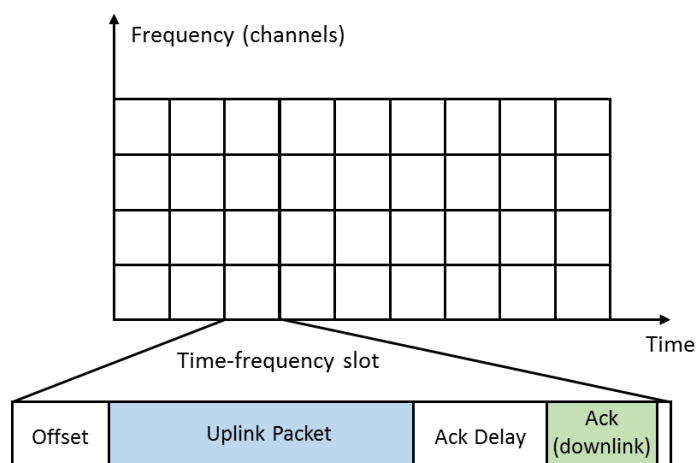 Frequency (channels)
Time
Time-frequency slot
Offset
Uplink Packet
Ack Delay
Ack
(downlink)